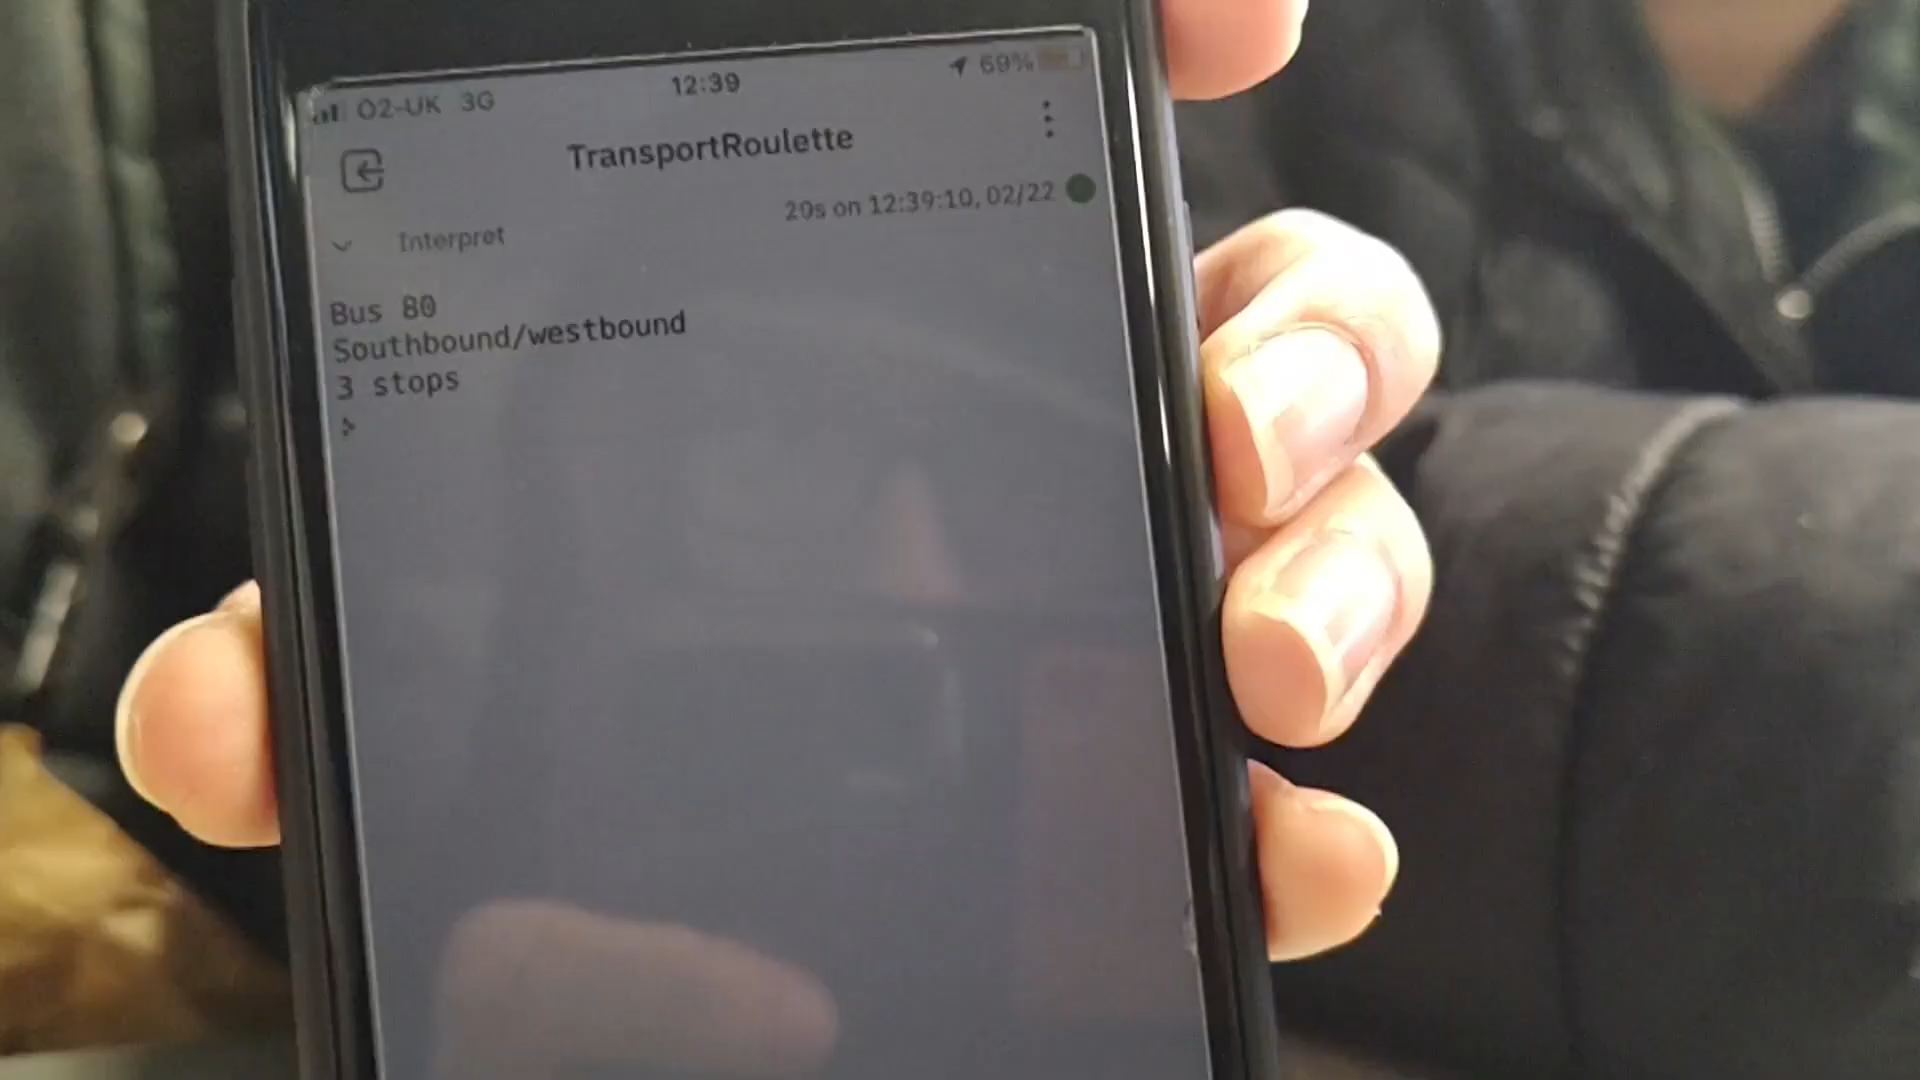 O2-UK 3G 12:39 69%
TransportRoulette
20s on 12:39:10, 02/22
Interpret
Bus 80
Southbound/westbound
3 stops
>